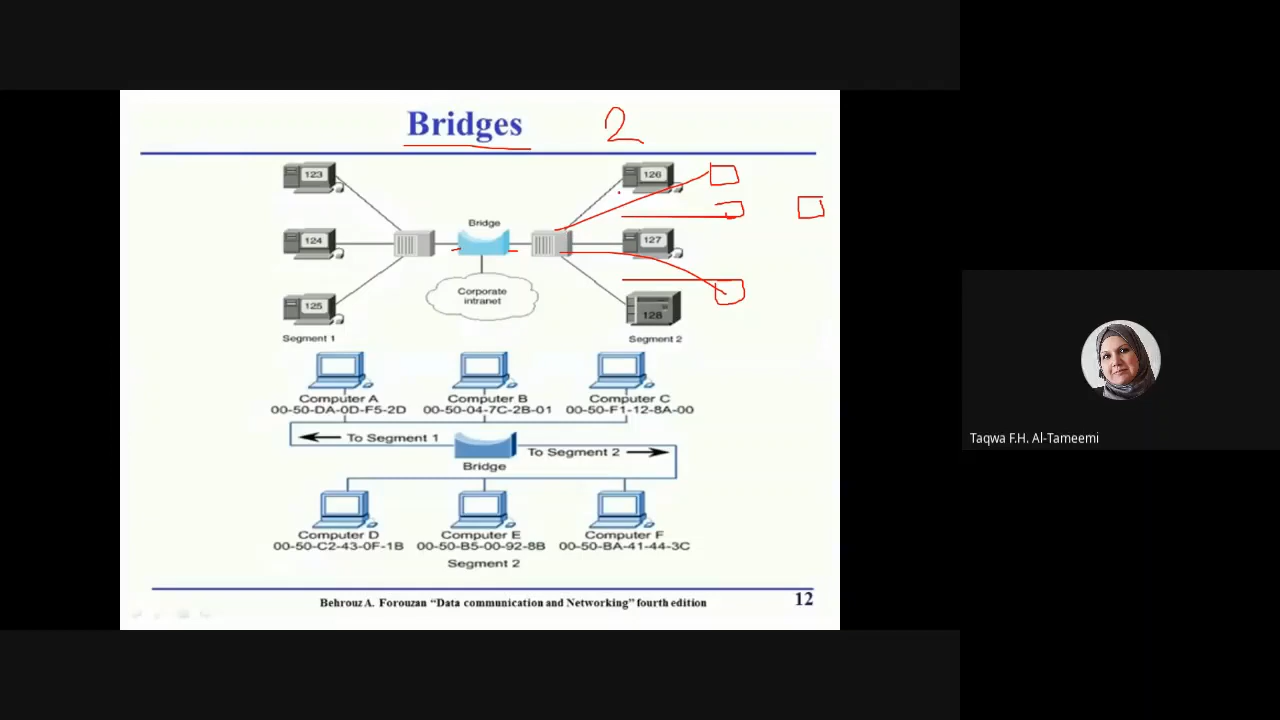 Bridges 2
123 126
Bridge
124 127
Corporate
intranet
125 128
Segment 1 Segment 2
Computer A Computer B Computer C
00-50-DA-0D-F5-2D 00-50-04-7C-2B-01 00-50-F1-12-8A-00
To Segment 1
To Segment 2
Bridge
Computer D Computer E Computer F
00-50-C2-43-0F-1B 00-50-B5-00-92-8B 00-50-BA-41-44-3C
Segment 2
Behrouz A. Forouzan “Data communication and Networking” fourth edition 12
Taqwa F.H. Al-Tameemi